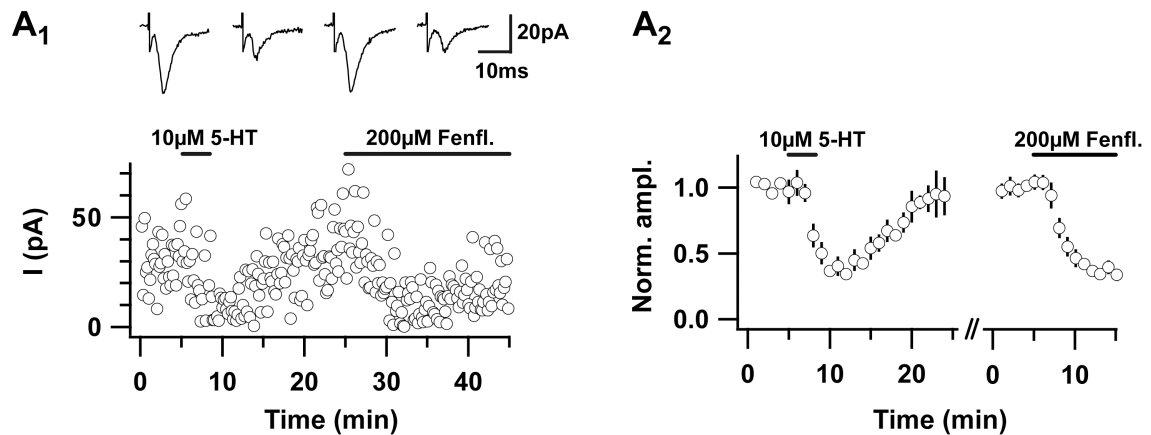 A1
20pA
10ms
10µM 5-HT
200µM Fenfl.
I (pA)
50
0
0 10 20 30 40
Time (min)
A2
10µM 5-HT
200µM Fenfl.
Norm. ampl.
1.0
0.5
0.0
0 10 20 // 0 10
Time (min)